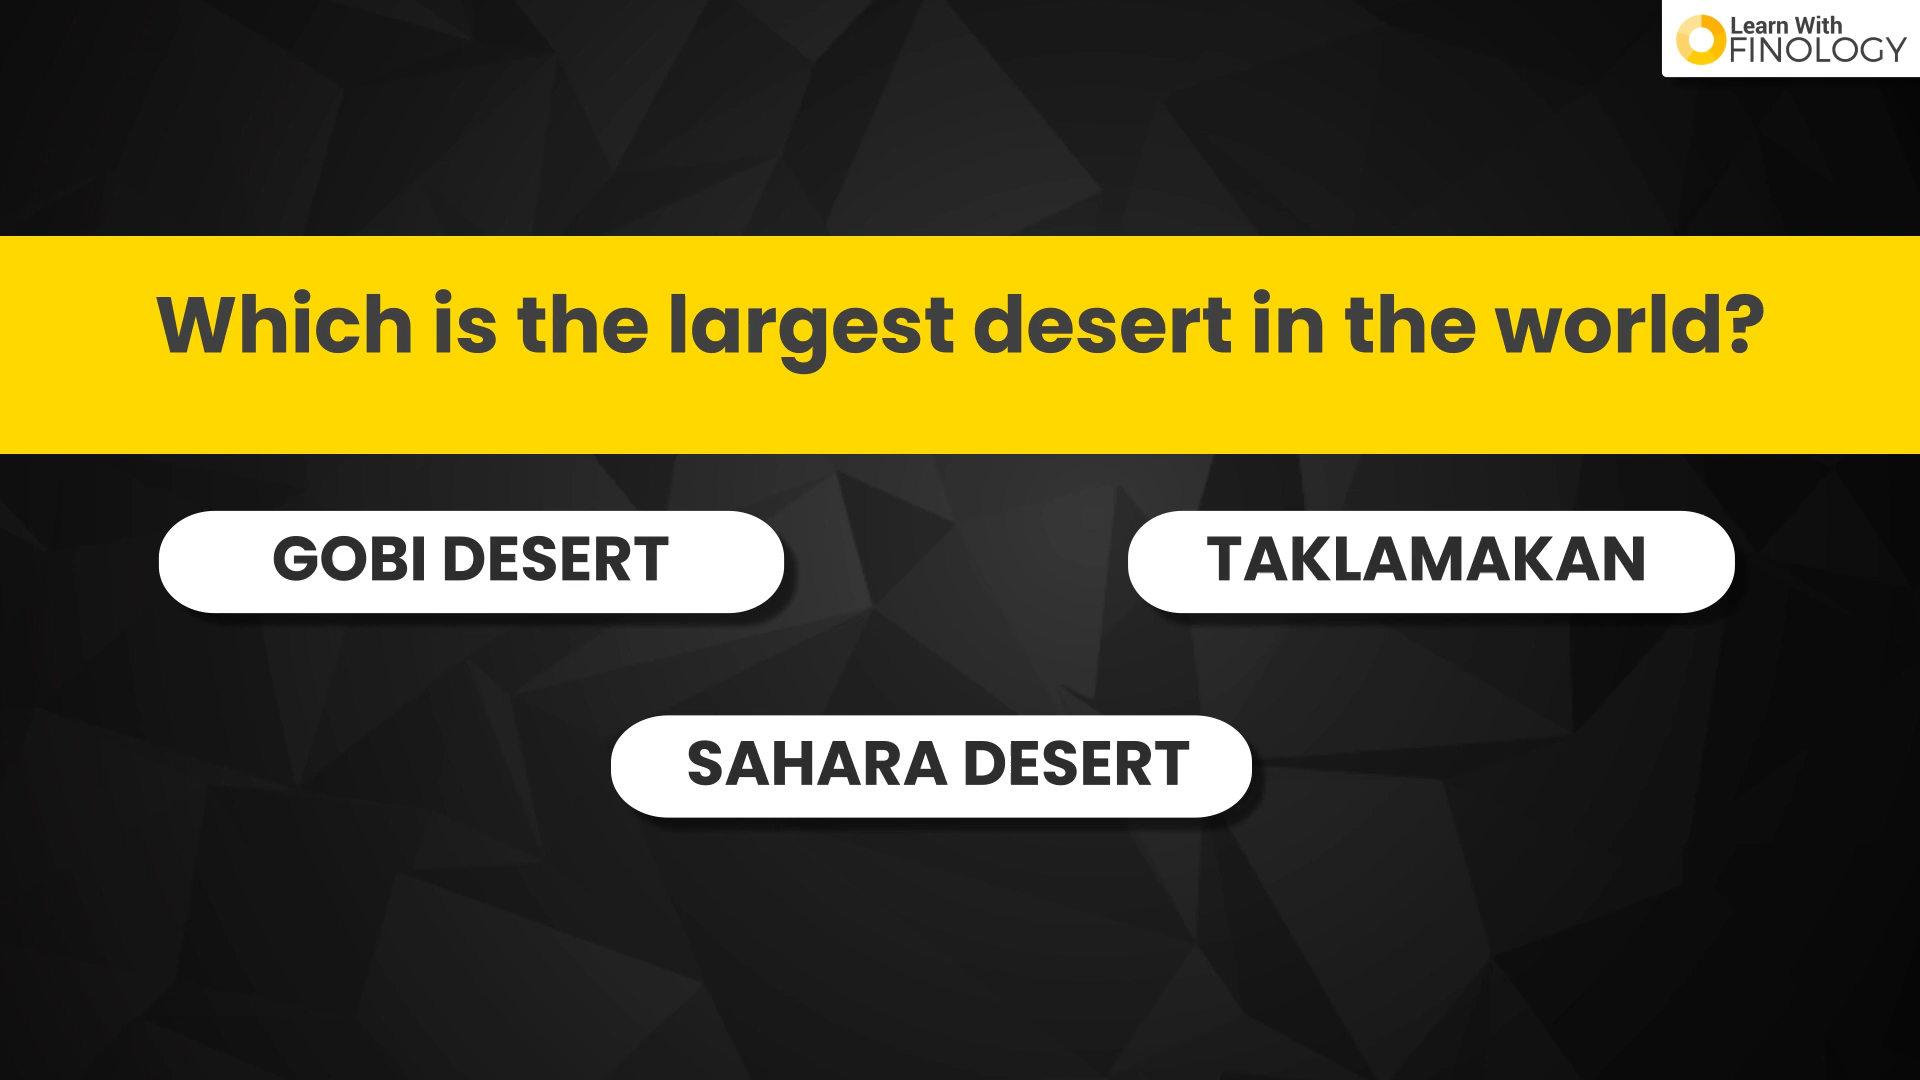 Learn With
FINOLOGY
Which is the largest desert in the world?
GOBI DESERT
TAKLAMAKAN
SAHARA DESERT